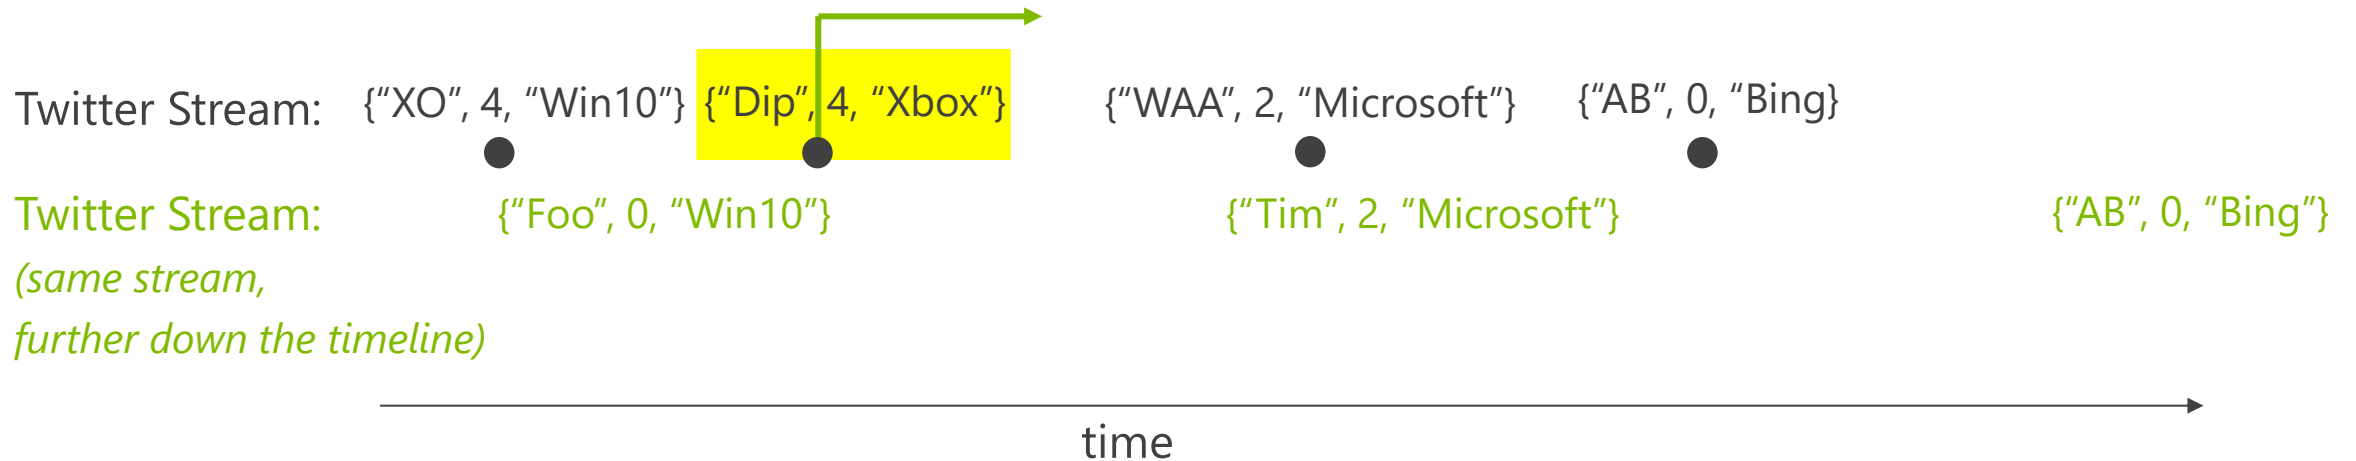 Twitter Stream: {“XO”, 4, “Win10”} {“Dip”, 4, “Xbox”} {“WAA”, 2, “Microsoft”} {“AB”, 0, “Bing}
Twitter Stream: {“Foo”, 0, “Win10”} {“Tim”, 2, “Microsoft”} {“AB”, 0, “Bing”}
(same stream,
further down the timeline)
time